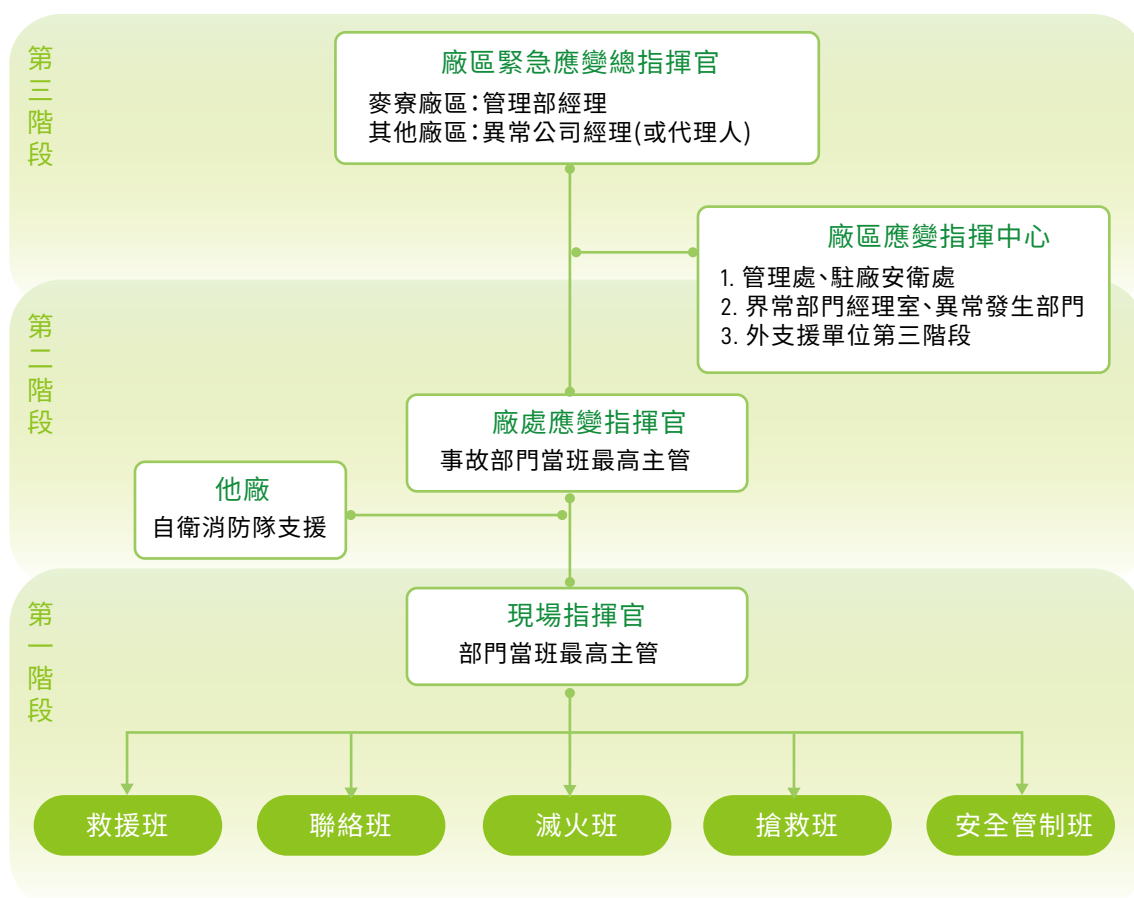 第三階段
廠區緊急應變總指揮官
麥寮廠區：管理部經理
其他廠區：異常公司經理(或代理人)
廠區應變指揮中心
1. 管理處、駐廠安衛處
2. 界常部門經理室、異常發生部門
3. 外支援單位第三階段
第二階段
廠處應變指揮官
事故部門當班最高主管
他廠
自衛消防隊支援
第一階段
現場指揮官
部門當班最高主管
救援班
聯絡班
滅火班
搶救班
安全管制班